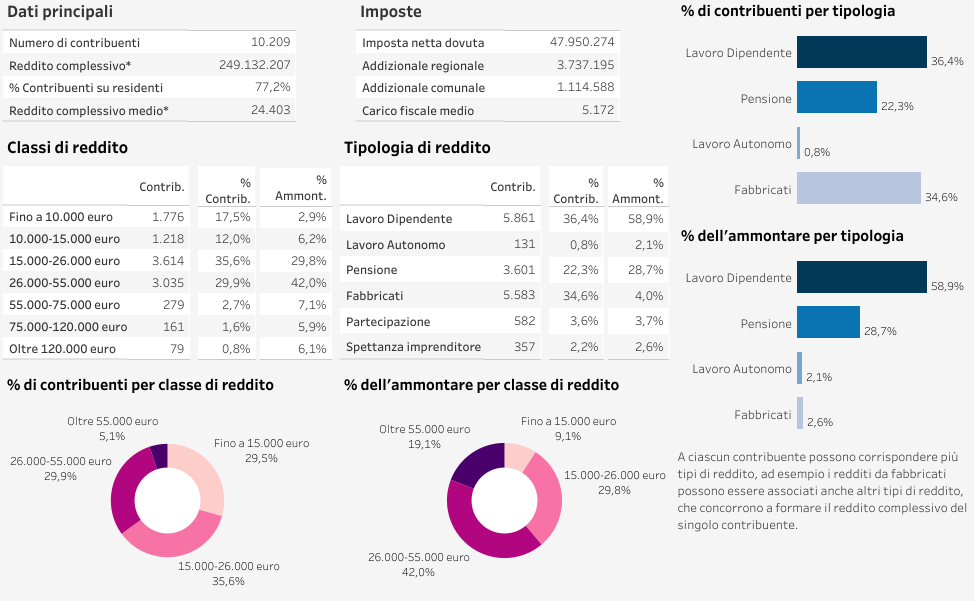 Dati principali
Numero di contribuenti 10.209
Reddito complessivo* 249.132.207
% Contribuenti su residenti 77,2%
Reddito complessivo medio* 24.403
Imposte
Imposta netta dovuta 47.950.274
Addizionale regionale 3.737.195
Addizionale comunale 1.114.588
Carico fiscale medio 5.172
Classi di reddito
Contrib. % Contrib. % Ammont.
Fino a 10.000 euro 1.776 17,5% 2,9%
10.000-15.000 euro 1.218 12,0% 6,2%
15.000-26.000 euro 3.614 35,6% 29,8%
26.000-55.000 euro 3.035 29,9% 42,0%
55.000-75.000 euro 279 2,7% 7,1%
75.000-120.000 euro 161 1,6% 5,9%
Oltre 120.000 euro 79 0,8% 6,1%
Tipologia di reddito
Contrib. % Contrib. % Ammont.
Lavoro Dipendente 5.861 36,4% 58,9%
Lavoro Autonomo 131 0,8% 2,1%
Pensione 3.601 22,3% 28,7%
Fabbricati 5.583 34,6% 4,0%
Partecipazione 582 3,6% 3,7%
Spettanza imprenditore 357 2,2% 2,6%
% di contribuenti per classe di reddito
Oltre 55.000 euro
5,1%
Fino a 15.000 euro
29,5%
26.000-55.000 euro
29,9%
15.000-26.000 euro
35,6%
% dell'ammontare per classe di reddito
Oltre 55.000 euro
19,1%
Fino a 15.000 euro
9,1%
15.000-26.000 euro
29,8%
26.000-55.000 euro
42,0%
% di contribuenti per tipologia
Lavoro Dipendente 36,4%
Pensione 22,3%
Lavoro Autonomo 0,8%
Fabbricati 34,6%
% dell'ammontare per tipologia
Lavoro Dipendente 58,9%
Pensione 28,7%
Lavoro Autonomo 2,1%
Fabbricati 2,6%
A ciascun contribuente possono corrispondere più
tipi di reddito, ad esempio i redditi da fabbricati
possono essere associati anche altri tipi di reddito,
che concorrono a formare il reddito complessivo del
singolo contribuente.